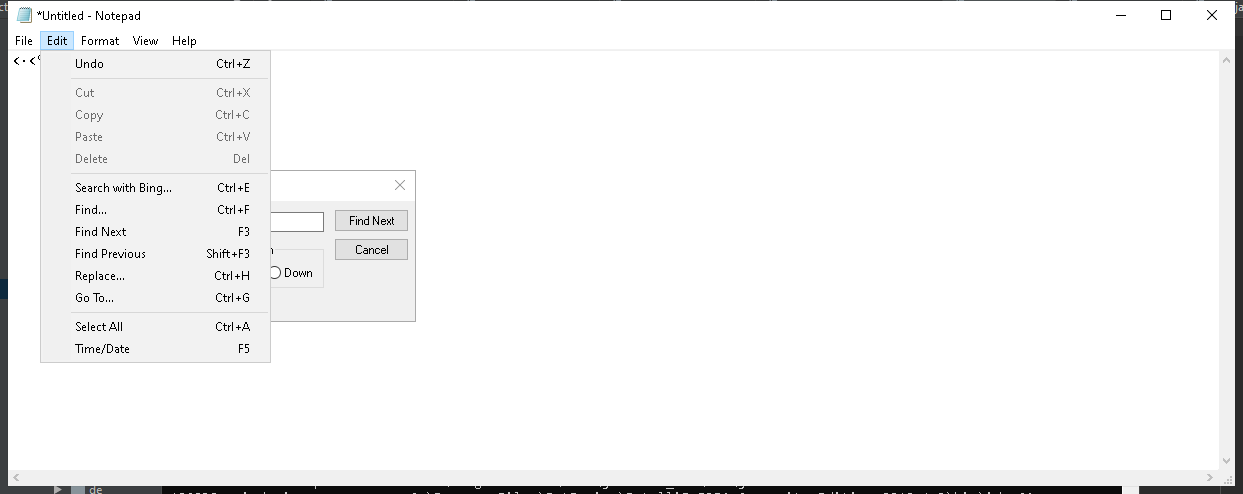 *Untitled - Notepad
File Edit Format View Help
Undo Ctrl+Z
Cut Ctrl+X
Copy Ctrl+C
Paste Ctrl+V
Delete Del
Search with Bing... Ctrl+E
Find... Ctrl+F
Find Next F3
Find Previous Shift+F3
Replace... Ctrl+H
Go To... Ctrl+G
Select All Ctrl+A
Time/Date F5
Find Next
Cancel
Down
de